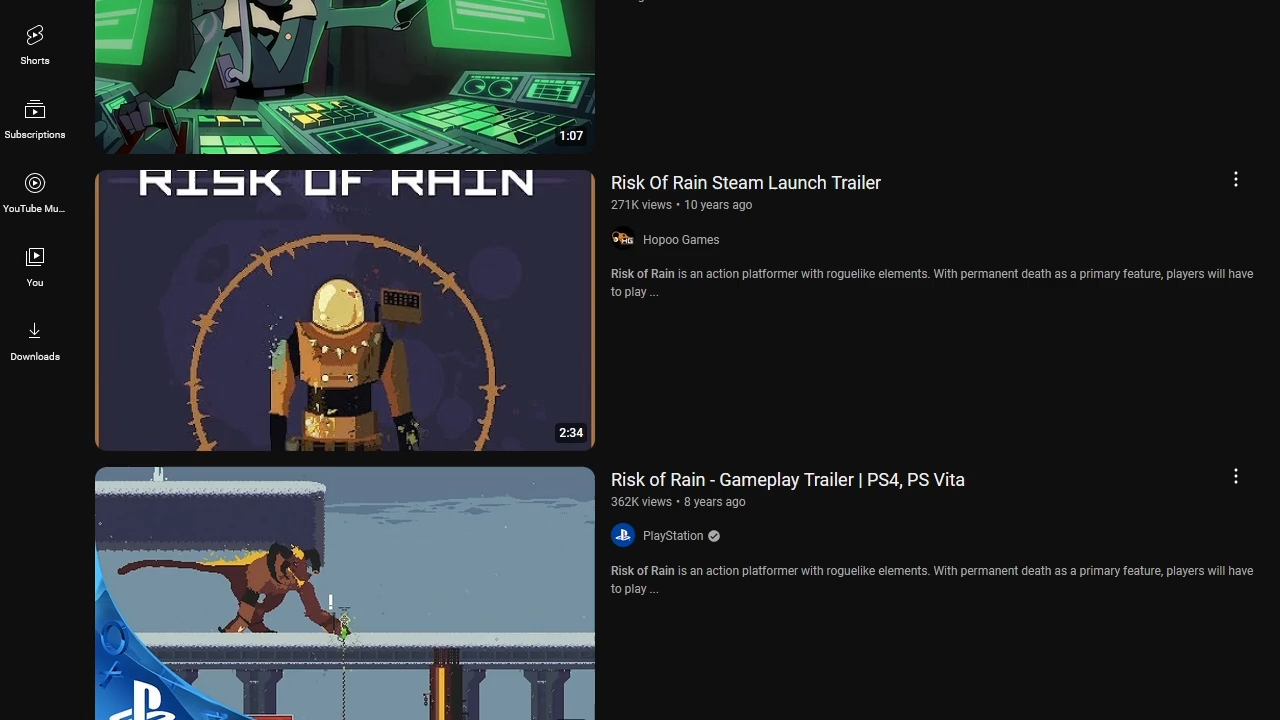 Shorts
Subscriptions
YouTube Mu...
You
Downloads
1:07
RISK OF RAIN
2:34
Risk Of Rain Steam Launch Trailer
271K views • 10 years ago
HG
Hopoo Games
Risk of Rain is an action platformer with roguelike elements. With permanent death as a primary feature, players will have
to play ...
Risk of Rain - Gameplay Trailer | PS4, PS Vita
362K views • 8 years ago
PlayStation
Risk of Rain is an action platformer with roguelike elements. With permanent death as a primary feature, players will have
to play ...